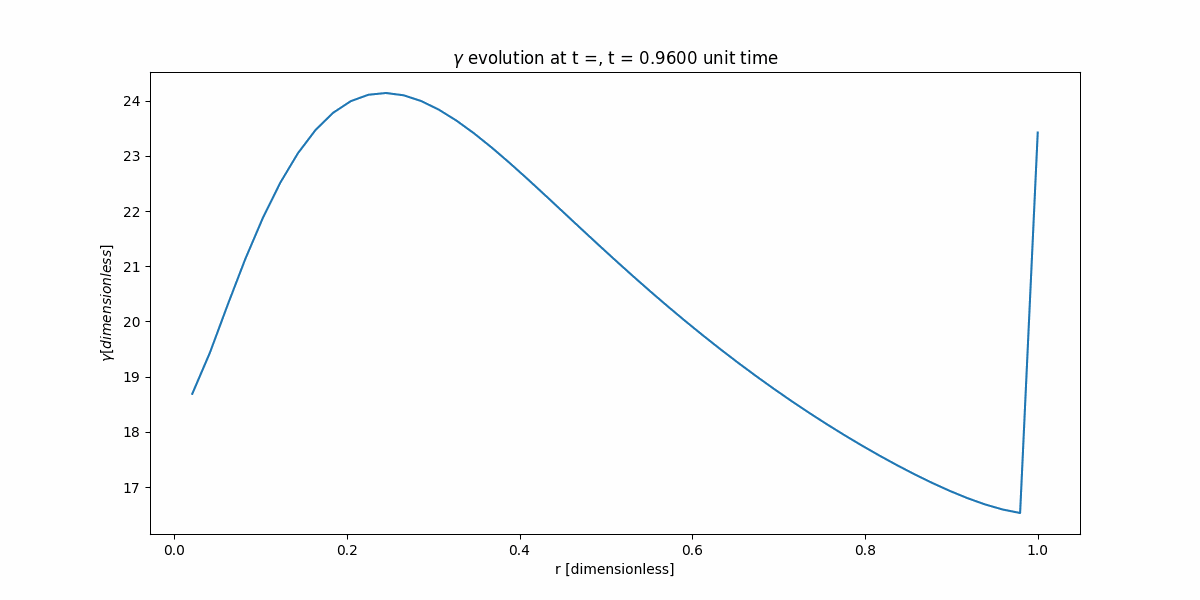 γ evolution at t =, t = 0.9600 unit time
24
23
22
21
20
19
18
17
γ[dimensionless]
0.0 0.2 0.4 0.6 0.8 1.0
r [dimensionless]